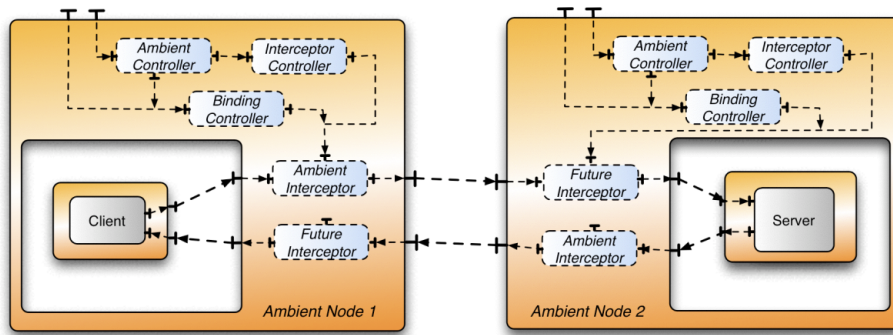 Ambient
Controller
Interceptor
Controller
Binding
Controller
Ambient
Interceptor
Client
Future
Interceptor
Ambient Node 1
Ambient
Controller
Interceptor
Controller
Binding
Controller
Future
Interceptor
Server
Ambient
Interceptor
Ambient Node 2